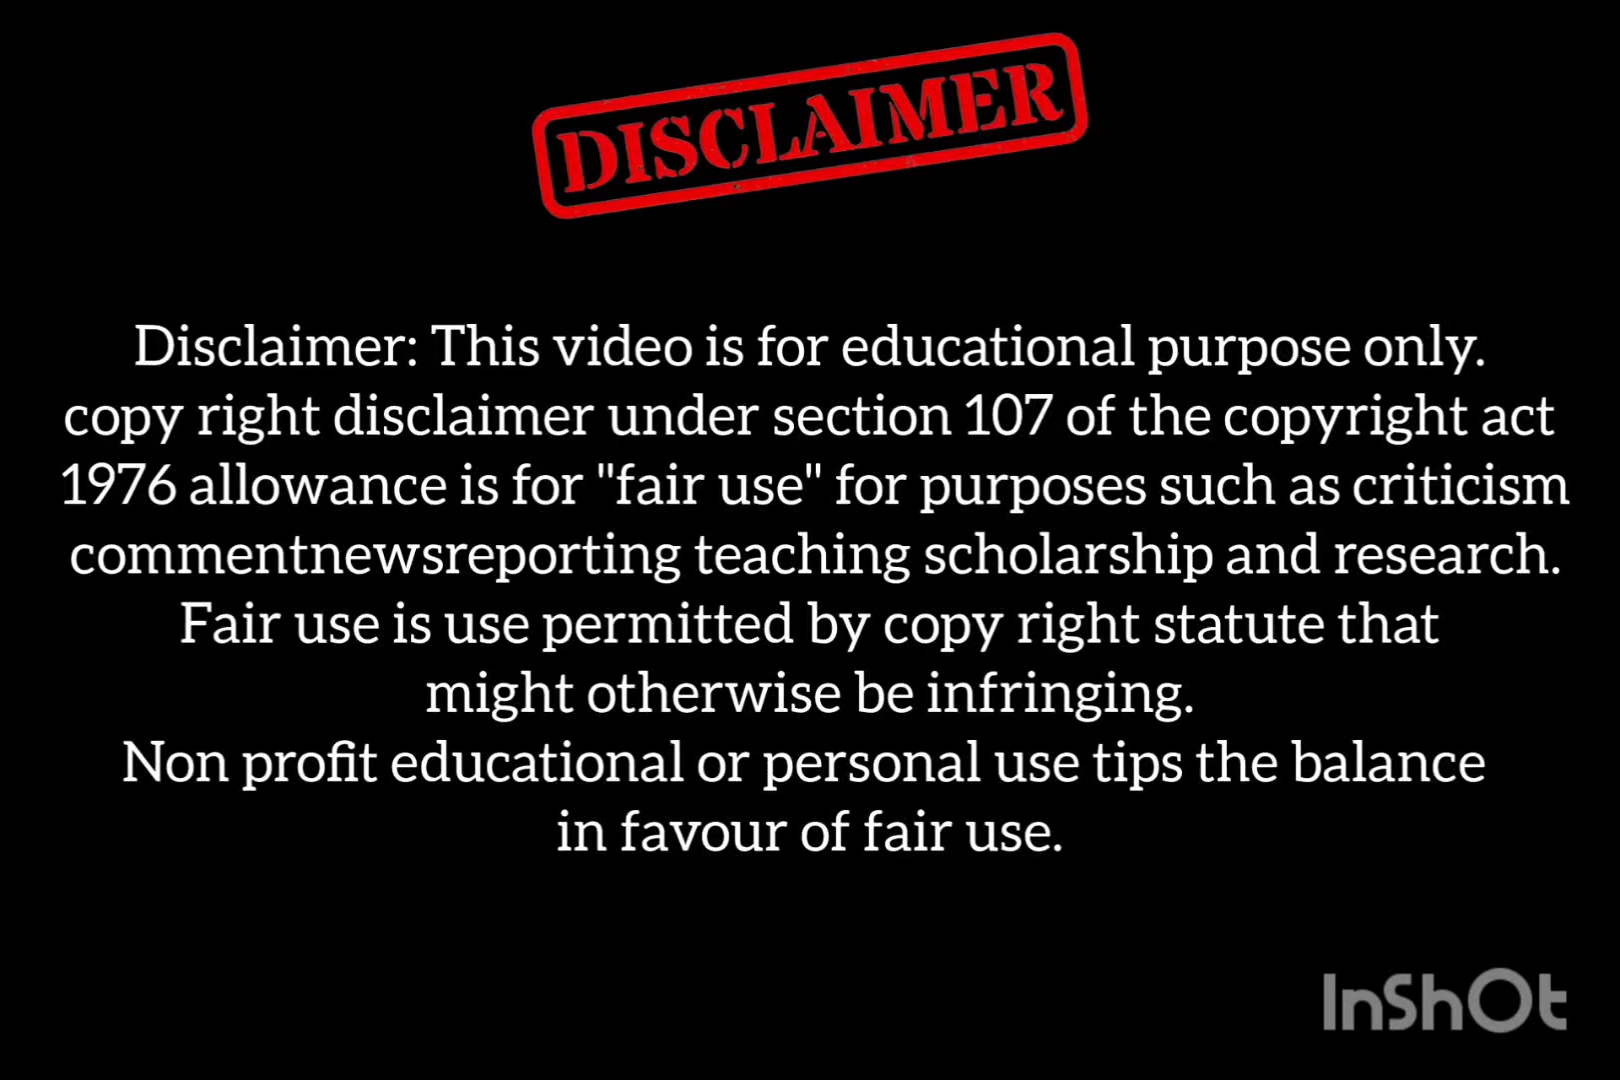 DISCLAIMER
Disclaimer: This video is for educational purpose only.
copy right disclaimer under section 107 of the copyright act
1976 allowance is for "fair use" for purposes such as criticism
commentnewsreporting teaching scholarship and research.
Fair use is use permitted by copy right statute that
might otherwise be infringing.
Non profit educational or personal use tips the balance
in favour of fair use.
InShOt